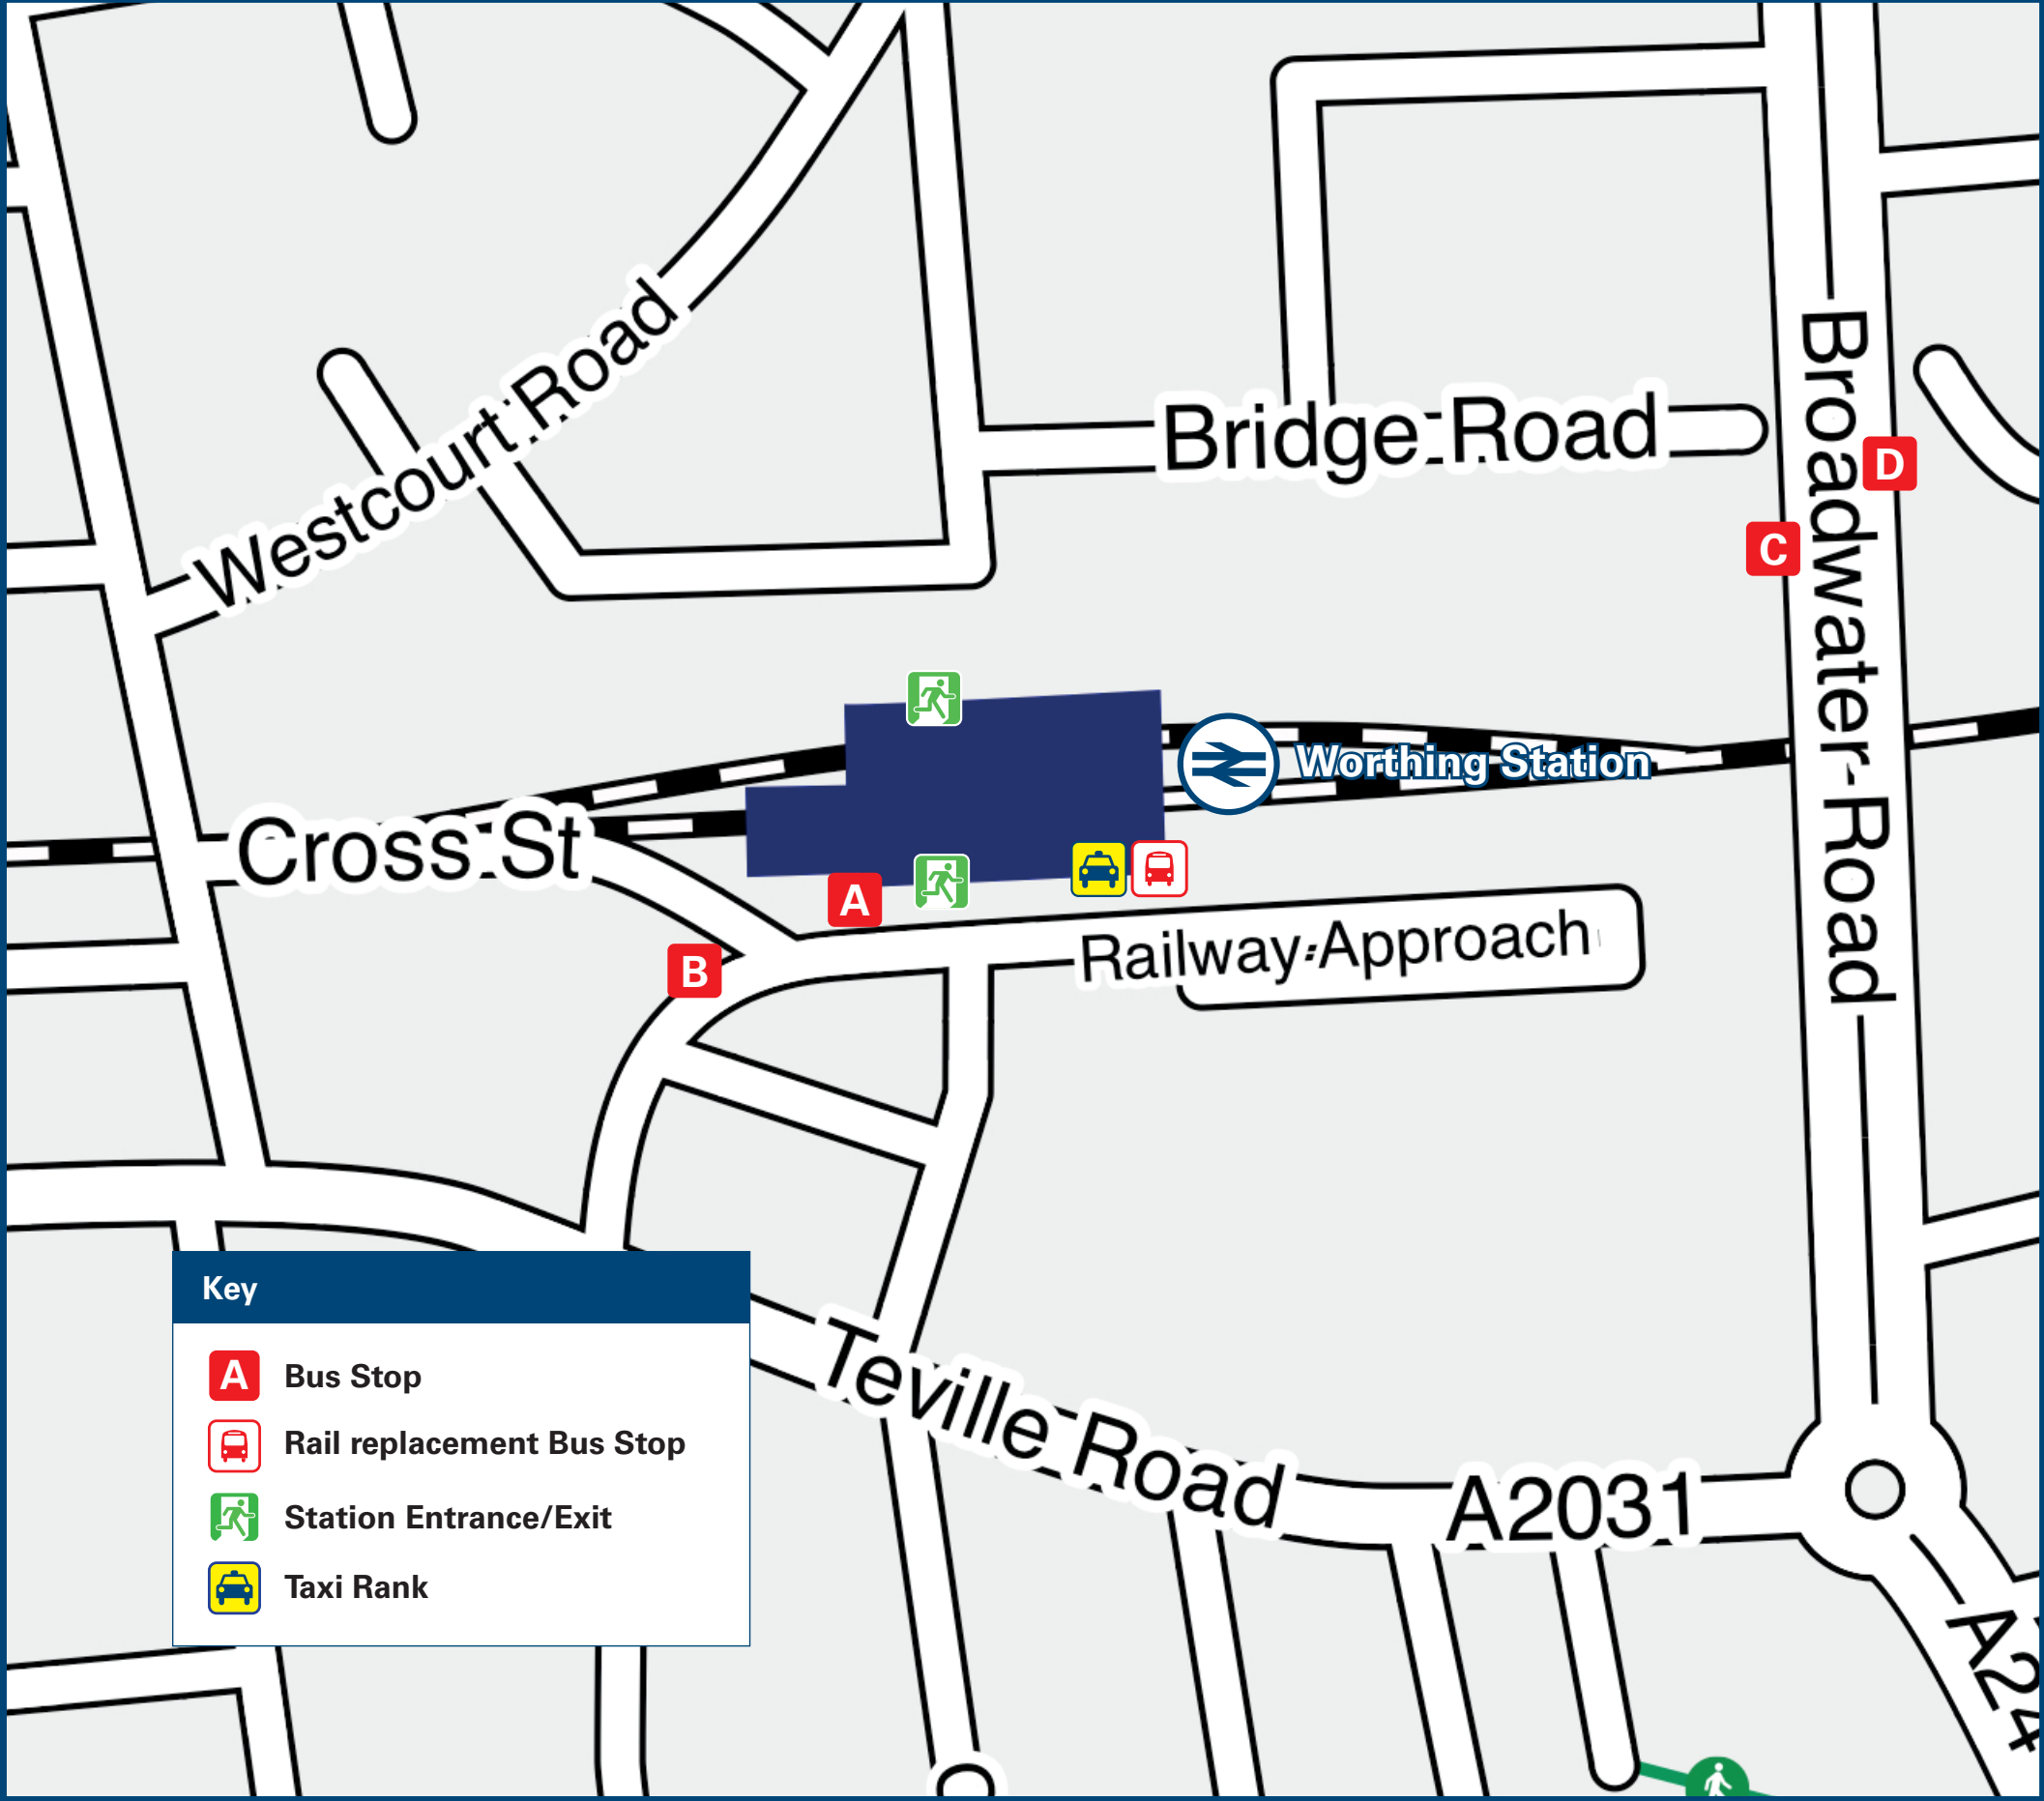 Westcourt Road
Bridge Road
Broadwater Road
D
C
Worthing Station
Cross St
A
B
Railway Approach
Teville Road
A2031
A24
Key
A Bus Stop
Rail replacement Bus Stop
Station Entrance/Exit
Taxi Rank